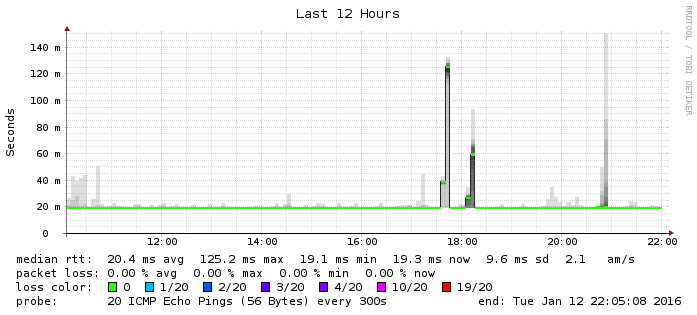 Last 12 Hours
RRDTOOL / TOBI OETIKER
Seconds
140 m
120 m
100 m
80 m
60 m
40 m
20 m
0
12:00 14:00 16:00 18:00 20:00 22:00
median rtt: 20.4 ms avg 125.2 ms max 19.1 ms min 19.3 ms now 9.6 ms sd 2.1 am/s
packet loss: 0.00 % avg 0.00 % max 0.00 % min 0.00 % now
loss color: 0 1/20 2/20 3/20 4/20 10/20 19/20
probe: 20 ICMP Echo Pings (56 Bytes) every 300s end: Tue Jan 12 22:05:08 2016